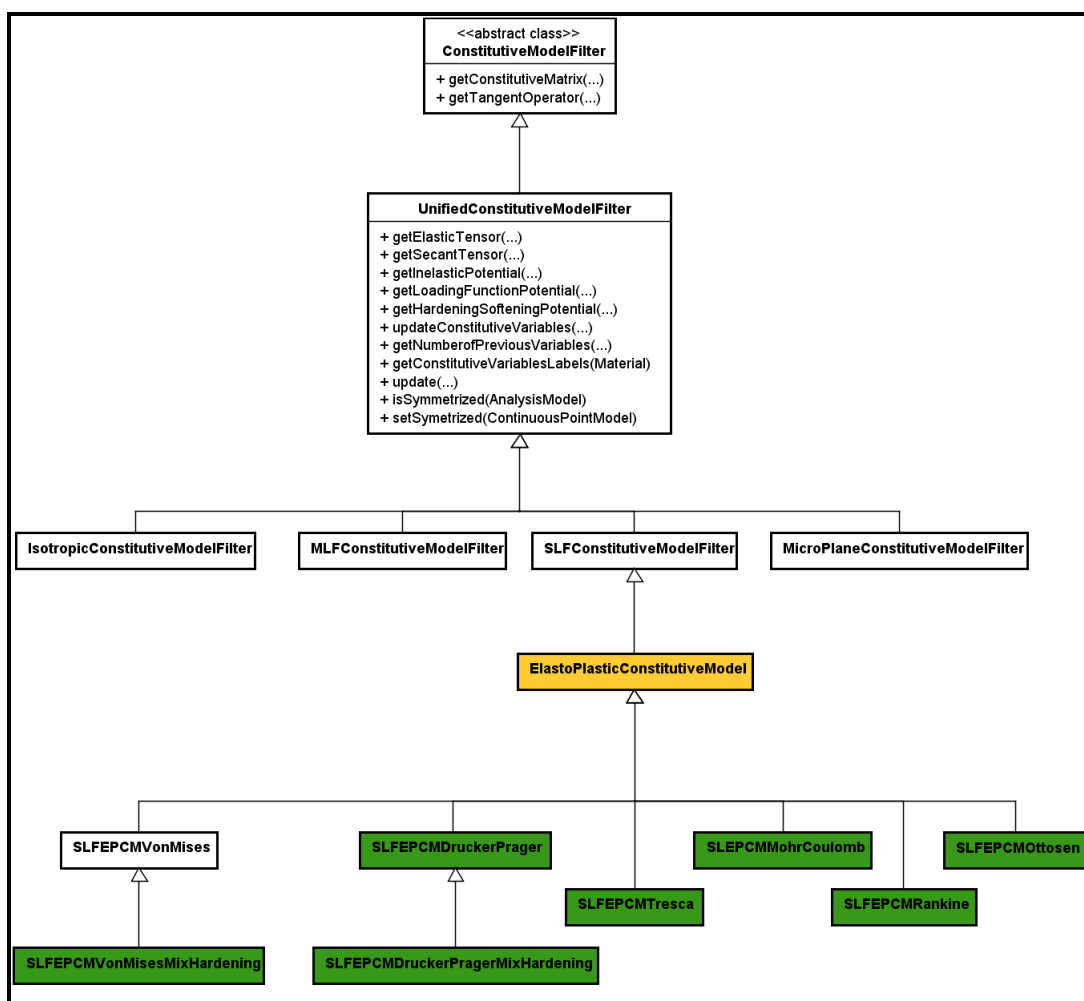 <<abstract class>>
ConstitutiveModelFilter
+ getConstitutiveMatrix(...)
+ getTangentOperator(...)
UnifiedConstitutiveModelFilter
+ getElasticTensor(...)
+ getSecantTensor(...)
+ getInelasticPotential(...)
+ getLoadingFunctionPotential(...)
+ getHardeningSofteningPotential(...)
+ updateConstitutiveVariables(...)
+ getNumberofPreviousVariables(...)
+ getConstitutiveVariablesLabels(Material)
+ update(...)
+ isSymmetrized(AnalysisModel)
+ setSymetrized(ContinuousPointModel)
IsotropicConstitutiveModelFilter
MLFConstitutiveModelFilter
SLFConstitutiveModelFilter
MicroPlaneConstitutiveModelFilter
ElastoPlasticConstitutiveModel
SLFEPCMVonMises
SLFEPCMDruckerPrager
SLEPCMMohrCoulomb
SLFEPCMOttosen
SLFEPCMTresca
SLFEPCMRankine
SLFEPCMVonMisesMixHardening
SLFEPCMDruckerPragerMixHardening